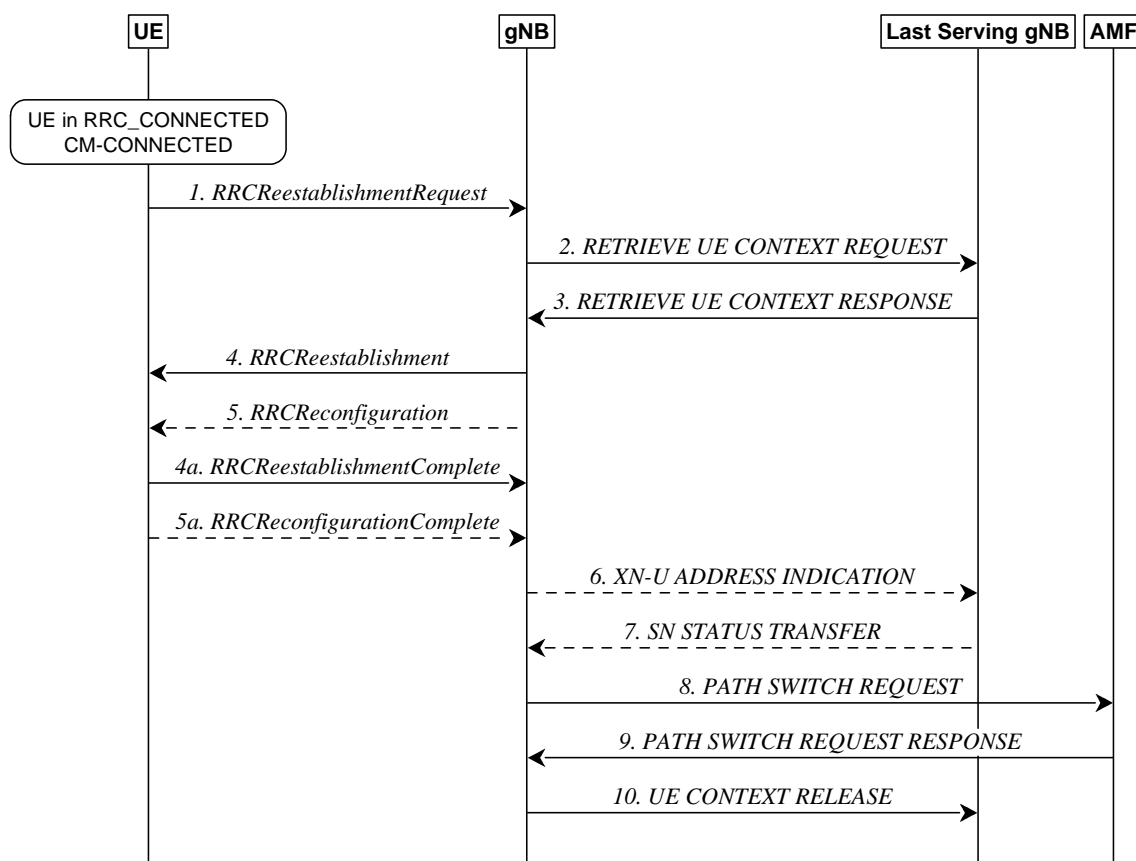 UE
gNB
Last Serving gNB
AMF
UE in RRC_CONNECTED
CM-CONNECTED
1. RRCReestablishmentRequest
2. RETRIEVE UE CONTEXT REQUEST
3. RETRIEVE UE CONTEXT RESPONSE
4. RRCReestablishment
5. RRCReconfiguration
4a. RRCReestablishmentComplete
5a. RRCReconfigurationComplete
6. XN-U ADDRESS INDICATION
7. SN STATUS TRANSFER
8. PATH SWITCH REQUEST
9. PATH SWITCH REQUEST RESPONSE
10. UE CONTEXT RELEASE